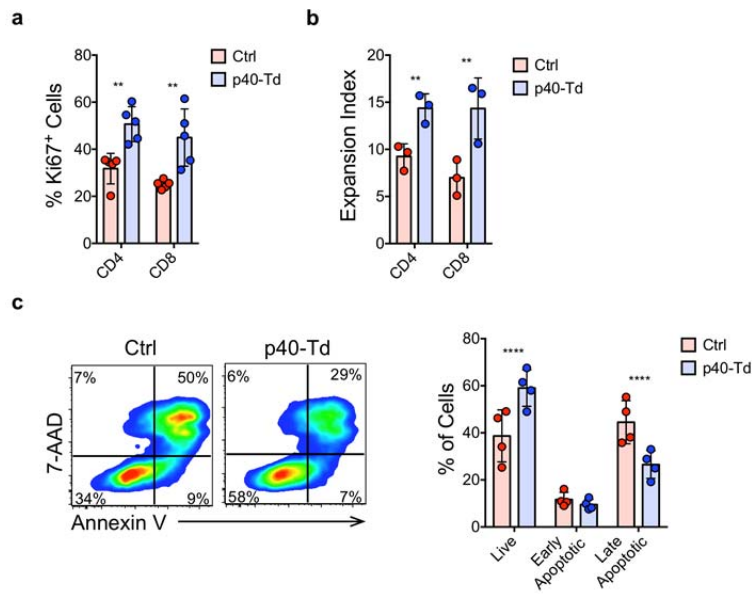 a
80
60
40
20
0
% Ki67+ Cells
**
**
CD4
CD8
Ctrl
p40-Td
b
20
15
10
5
0
Expansion Index
**
**
CD4
CD8
Ctrl
p40-Td
c
Ctrl
p40-Td
7%
50%
34%
9%
6%
29%
58%
7%
7-AAD
Annexin V
80
60
40
20
0
% of Cells
****
****
Live
Early
Apoptotic
Late
Apoptotic
Ctrl
p40-Td